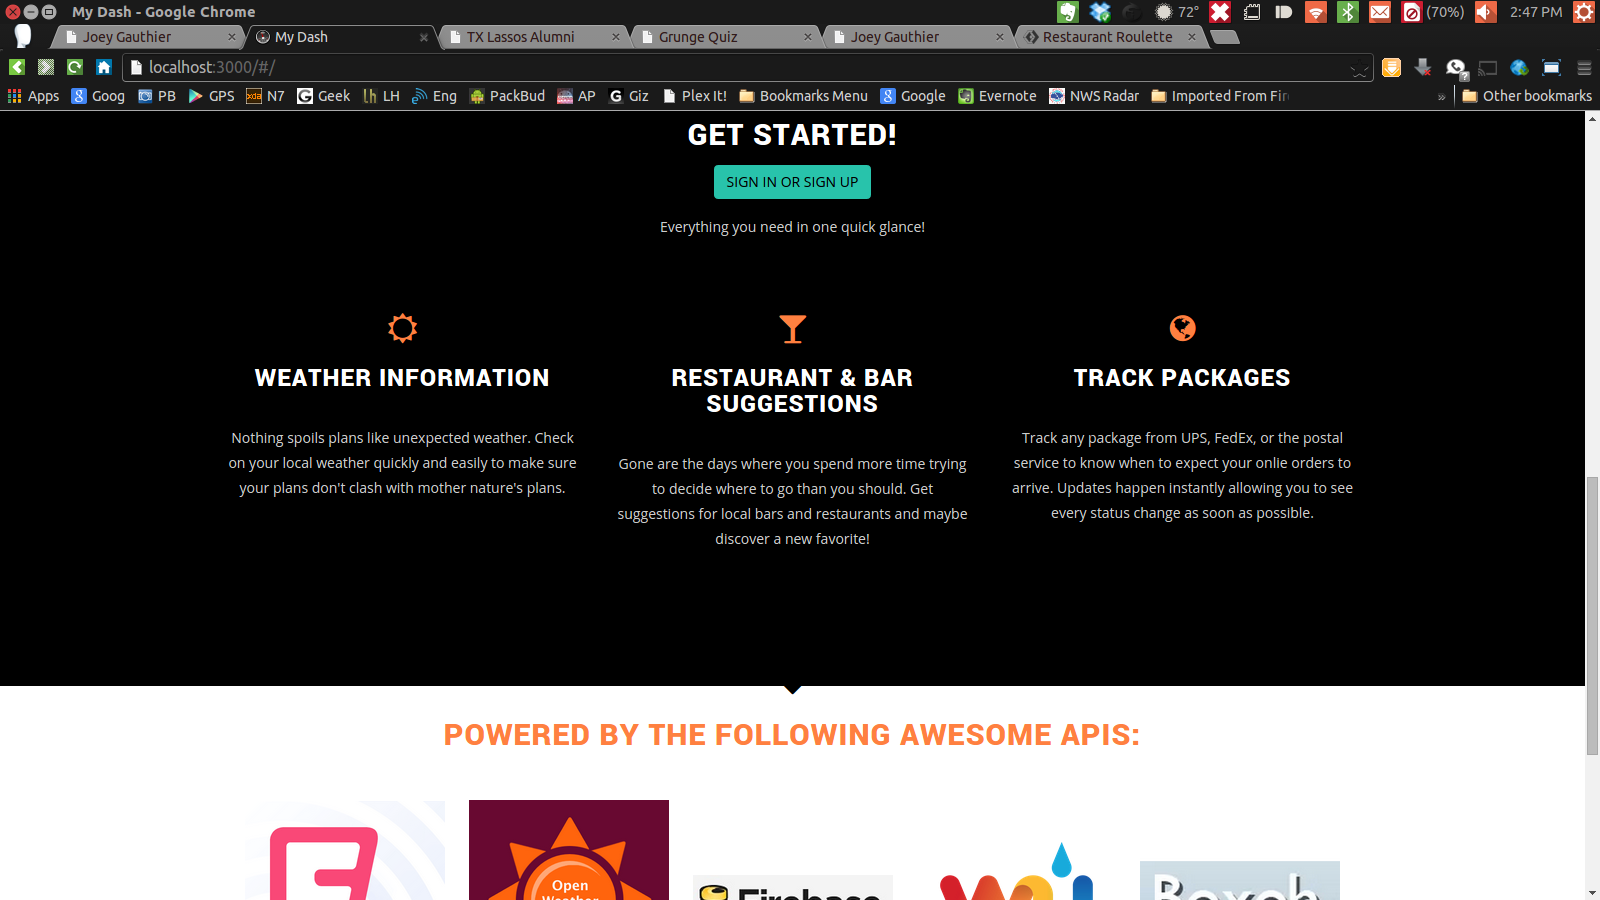 My Dash - Google Chrome
72° (70%) 2:47 PM
Joey Gauthier
My Dash
TX Lassos Alumni
Grunge Quiz
Joey Gauthier
Restaurant Roulette
localhost:3000/#/
Apps Goog PB GPS N7 Geek LH Eng PackBud AP Giz Plex It! Bookmarks Menu Google Evernote NWS Radar Imported From Fir » Other bookmarks
GET STARTED!
SIGN IN OR SIGN UP
Everything you need in one quick glance!
WEATHER INFORMATION
Nothing spoils plans like unexpected weather. Check
on your local weather quickly and easily to make sure
your plans don't clash with mother nature's plans.
RESTAURANT & BAR
SUGGESTIONS
Gone are the days where you spend more time trying
to decide where to go than you should. Get
suggestions for local bars and restaurants and maybe
discover a new favorite!
TRACK PACKAGES
Track any package from UPS, FedEx, or the postal
service to know when to expect your onlie orders to
arrive. Updates happen instantly allowing you to see
every status change as soon as possible.
POWERED BY THE FOLLOWING AWESOME APIS:
Open
Weather
Firebase